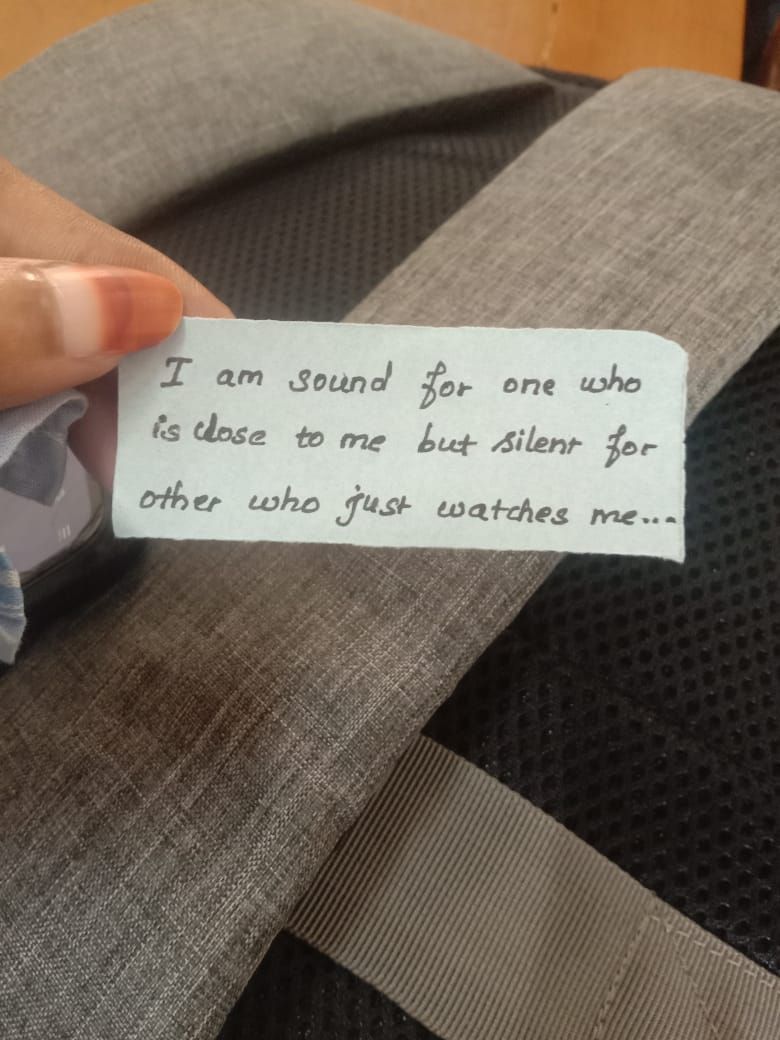 I am sound for one who
is close to me but silent for
other who just watches me...